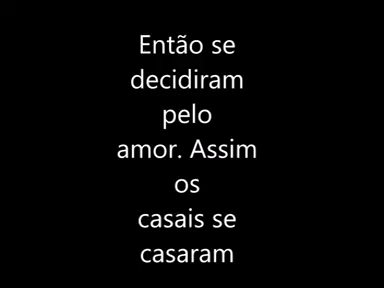 Então se
decidiram
pelo
amor. Assim
os
casais se
casaram